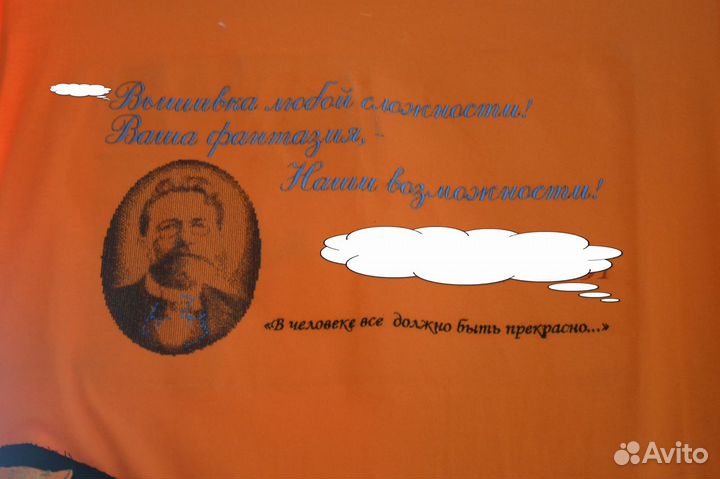 Вышивка любой сложности!
Ваша фантазия, -
Наши возможности!
«В человеке все должно быть прекрасно...»
Avito